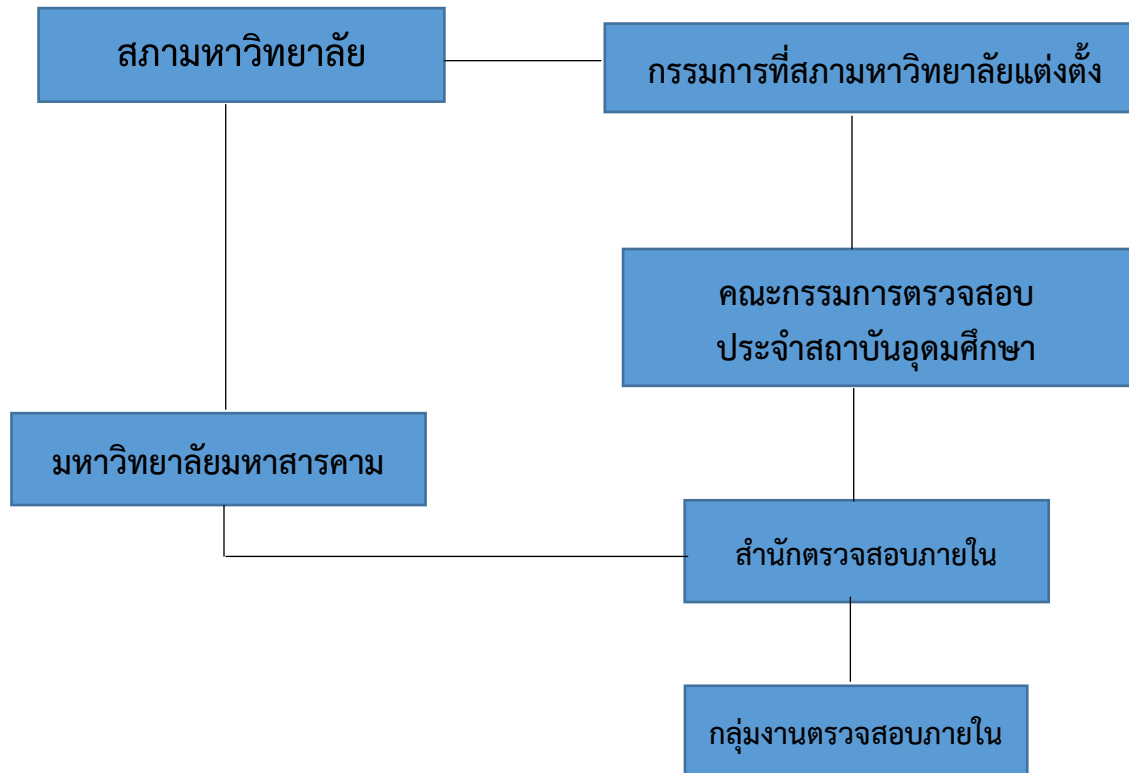 สภามหาวิทยาลัย
กรรมการที่สภามหาวิทยาลัยแต่งตั้ง
คณะกรรมการตรวจสอบ
ประจำสถาบันอุดมศึกษา
มหาวิทยาลัยมหาสารคาม
สำนักตรวจสอบภายใน
กลุ่มงานตรวจสอบภายใน